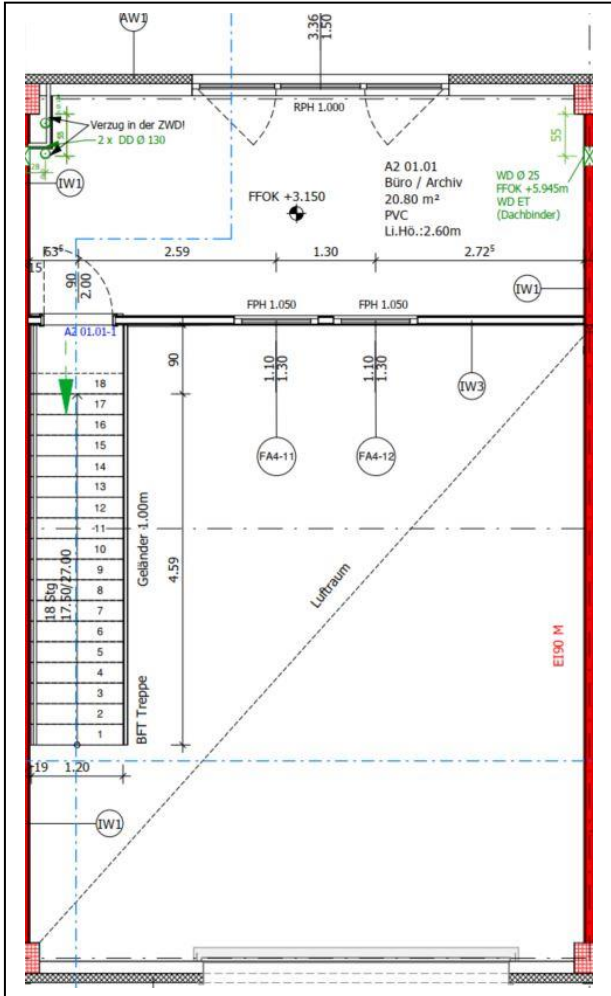 AW1
3.36
1.50
RPH 1.000
Verzug in der ZWD!
2 x DD Ø 130
55
28
IW1
A2 01.01
Büro / Archiv
20.80 m²
PVC
Li.Hö.:2.60m
FFOK +3.150
55
WD Ø 25
FFOK +5.945m
WD ET
(Dachbinder)
63⁵
2.59
1.30
2.72⁵
15
90
2.00
IW1
FPH 1.050
FPH 1.050
A2 01.01-1
90
1.10
1.30
1.10
1.30
IW3
18
17
16
15
14
13
12
11
10
9
8
7
6
5
4
3
2
1
FA4-11
FA4-12
18 Stg
17.50/27.00
Geländer 1.00m
4.59
Luftraum
EI90 M
BFT Treppe
19
1.20
IW1